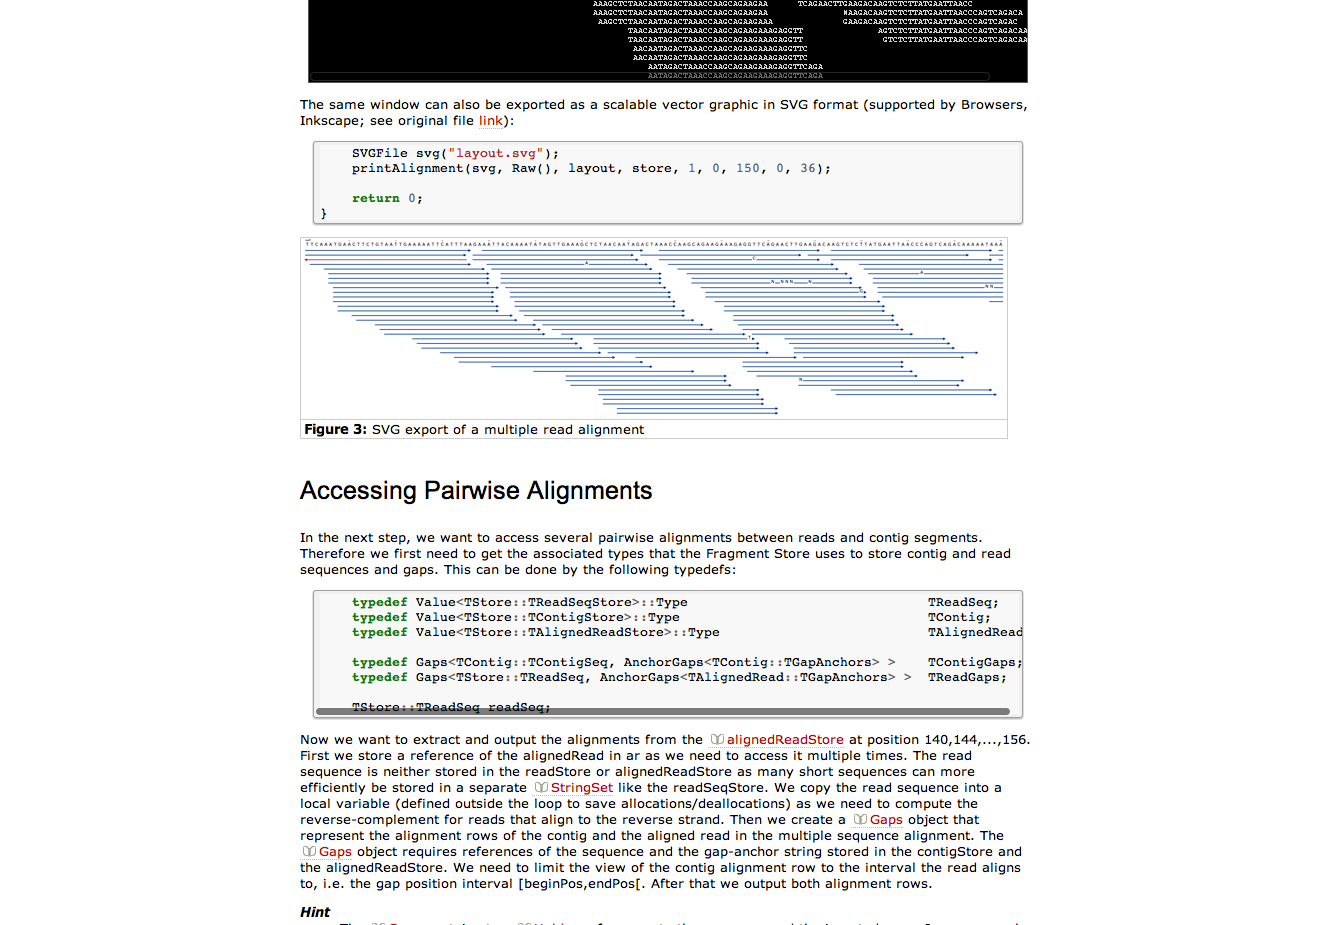 AAAGCTCTAACAATAGACTAAACCAAGCAGAAGAA TCAGAACTTGAAGACAAGTCTCTTATGAATTAACC
AAAGCTCTAACAATAGACTAAACCAAGCAGAAGAA NAAGACAAGTCTCTTATGAATTAACCCAGTCAGACA
AAGCTCTAACAATAGACTAAACCAAGCAGAAGAAA GAAGACAAGTCTCTTATGAATTAACCCAGTCAGAC
TAACAATAGACTAAACCAAGCAGAAGAAAGAGGTT AGTCTCTTATGAATTAACCCAGTCAGACAA
TAACAATAGACTAAACCAAGCAGAAGAAAGAGGTT GTCTCTTATGAATTAACCCAGTCAGACAA
AACAATAGACTAAACCAAGCAGAAGAAAGAGGTTC
AACAATAGACTAAACCAAGCAGAAGAAAGAGGTTC
AATAGACTAAACCAAGCAGAAGAAAGAGGTTCAGA
AATAGACTAAACCAAGCAGAAGAAAGAGGTTCAGA
The same window can also be exported as a scalable vector graphic in SVG format (supported by Browsers,
Inkscape; see original file link):
SVGFile svg("layout.svg");
printAlignment(svg, Raw(), layout, store, 1, 0, 150, 0, 36);
return 0;
}
Figure 3: SVG export of a multiple read alignment
Accessing Pairwise Alignments
In the next step, we want to access several pairwise alignments between reads and contig segments.
Therefore we first need to get the associated types that the Fragment Store uses to store contig and read
sequences and gaps. This can be done by the following typedefs:
typedef Value<TStore::TReadSeqStore>::Type TReadSeq;
typedef Value<TStore::TContigStore>::Type TContig;
typedef Value<TStore::TAlignedReadStore>::Type TAlignedRead
typedef Gaps<TContig::TContigSeq, AnchorGaps<TContig::TGapAnchors> > TContigGaps;
typedef Gaps<TStore::TReadSeq, AnchorGaps<TAlignedRead::TGapAnchors> > TReadGaps;
TStore::TReadSeq readSeq;
Now we want to extract and output the alignments from the alignedReadStore at position 140,144,...,156.
First we store a reference of the alignedRead in ar as we need to access it multiple times. The read
sequence is neither stored in the readStore or alignedReadStore as many short sequences can more
efficiently be stored in a separate StringSet like the readSeqStore. We copy the read sequence into a
local variable (defined outside the loop to save allocations/deallocations) as we need to compute the
reverse-complement for reads that align to the reverse strand. Then we create a Gaps object that
represent the alignment rows of the contig and the aligned read in the multiple sequence alignment. The
Gaps object requires references of the sequence and the gap-anchor string stored in the contigStore and
the alignedReadStore. We need to limit the view of the contig alignment row to the interval the read aligns
to, i.e. the gap position interval [beginPos,endPos[. After that we output both alignment rows.
Hint